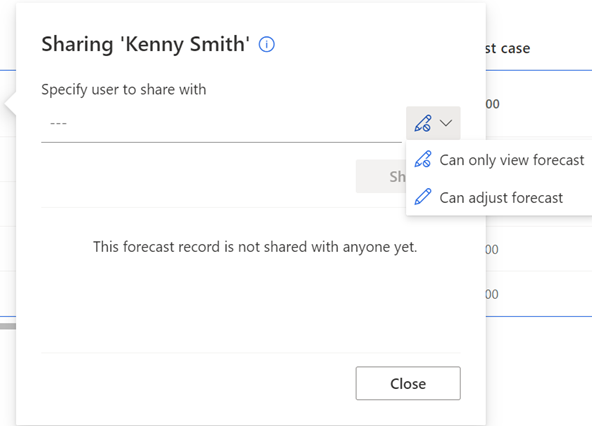 Sharing 'Kenny Smith'
st case
Specify user to share with
---
00
Can only view forecast
Sh
Can adjust forecast
This forecast record is not shared with anyone yet.
00
00
Close